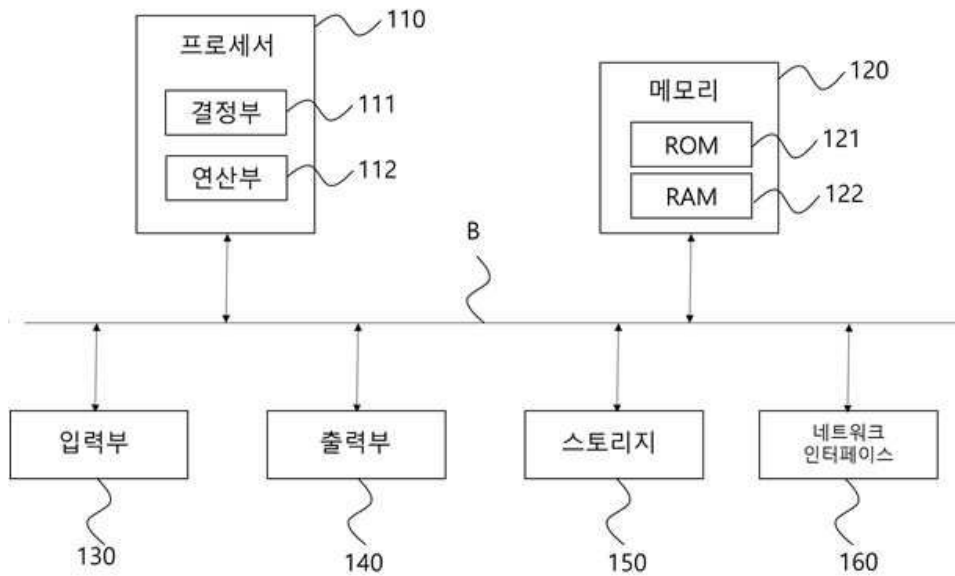 프로세서
110
결정부
111
연산부
112
메모리
120
ROM
121
RAM
122
B
입력부
출력부
스토리지
네트워크
인터페이스
130
140
150
160